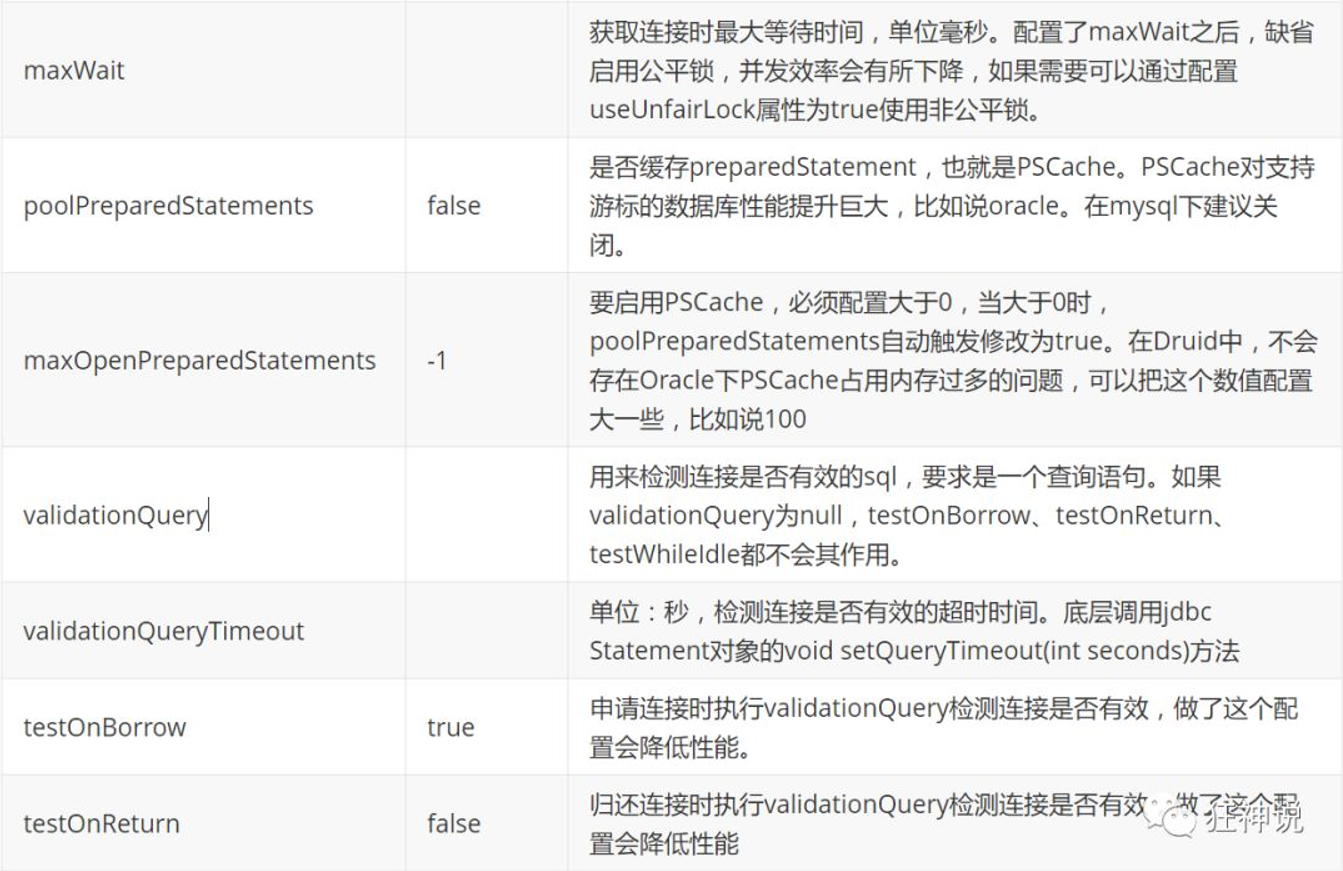 maxWait
获取连接时最大等待时间，单位毫秒。配置了maxWait之后，缺省
启用公平锁，并发效率会有所下降，如果需要可以通过配置
useUnfairLock属性为true使用非公平锁。
poolPreparedStatements
false
是否缓存preparedStatement，也就是PSCache。PSCache对支持
游标的数据库性能提升巨大，比如说oracle。在mysql下建议关
闭。
maxOpenPreparedStatements
-1
要启用PSCache，必须配置大于0，当大于0时，
poolPreparedStatements自动触发修改为true。在Druid中，不会
存在Oracle下PSCache占用内存过多的问题，可以把这个数值配置
大一些，比如说100
validationQuery
用来检测连接是否有效的sql，要求是一个查询语句。如果
validationQuery为null，testOnBorrow、testOnReturn、
testWhileIdle都不会其作用。
validationQueryTimeout
单位：秒，检测连接是否有效的超时时间。底层调用jdbc
Statement对象的void setQueryTimeout(int seconds)方法
testOnBorrow
true
申请连接时执行validationQuery检测连接是否有效，做了这个配
置会降低性能。
testOnReturn
false
归还连接时执行validationQuery检测连接是否有效，做了这个配
置会降低性能
狂神说